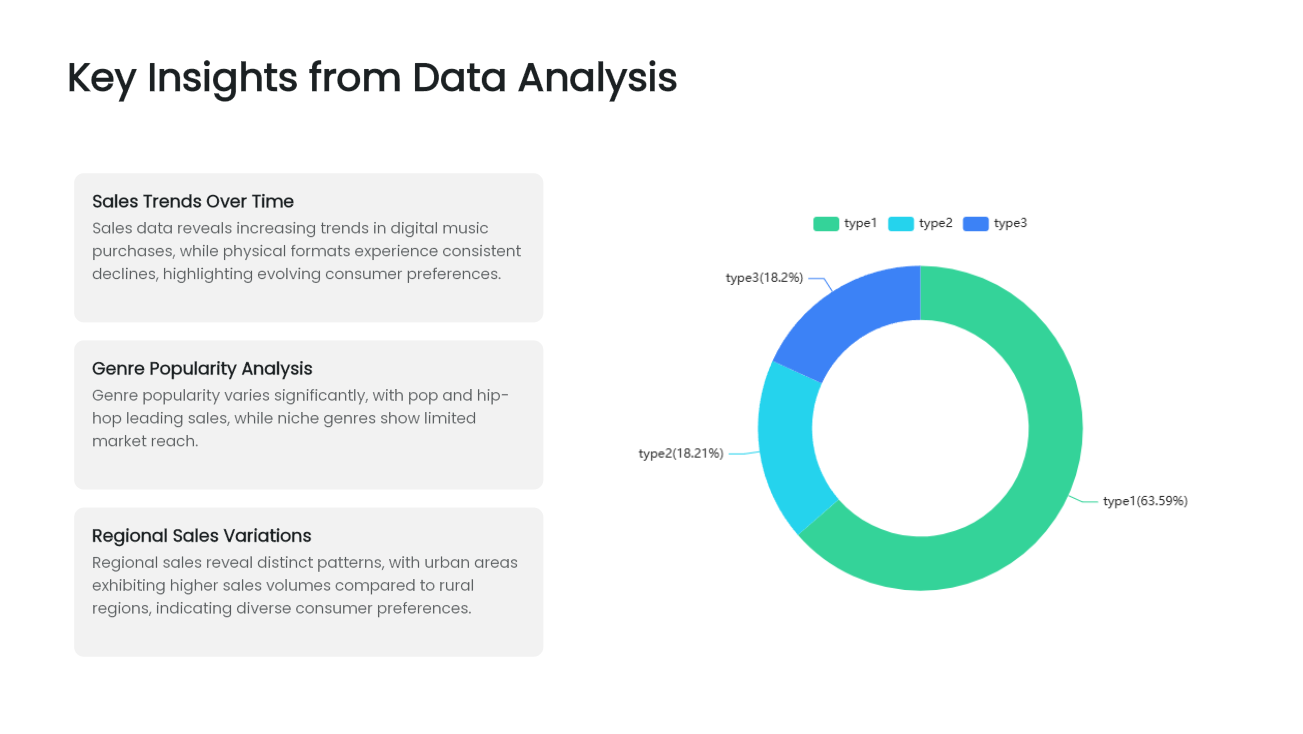 Key Insights from Data Analysis
Sales Trends Over Time
Sales data reveals increasing trends in digital music
purchases, while physical formats experience consistent
declines, highlighting evolving consumer preferences.
Genre Popularity Analysis
Genre popularity varies significantly, with pop and hip-
hop leading sales, while niche genres show limited
market reach.
Regional Sales Variations
Regional sales reveal distinct patterns, with urban areas
exhibiting higher sales volumes compared to rural
regions, indicating diverse consumer preferences.
type1 type2 type3
type3(18.2%)
type2(18.21%)
type1(63.59%)